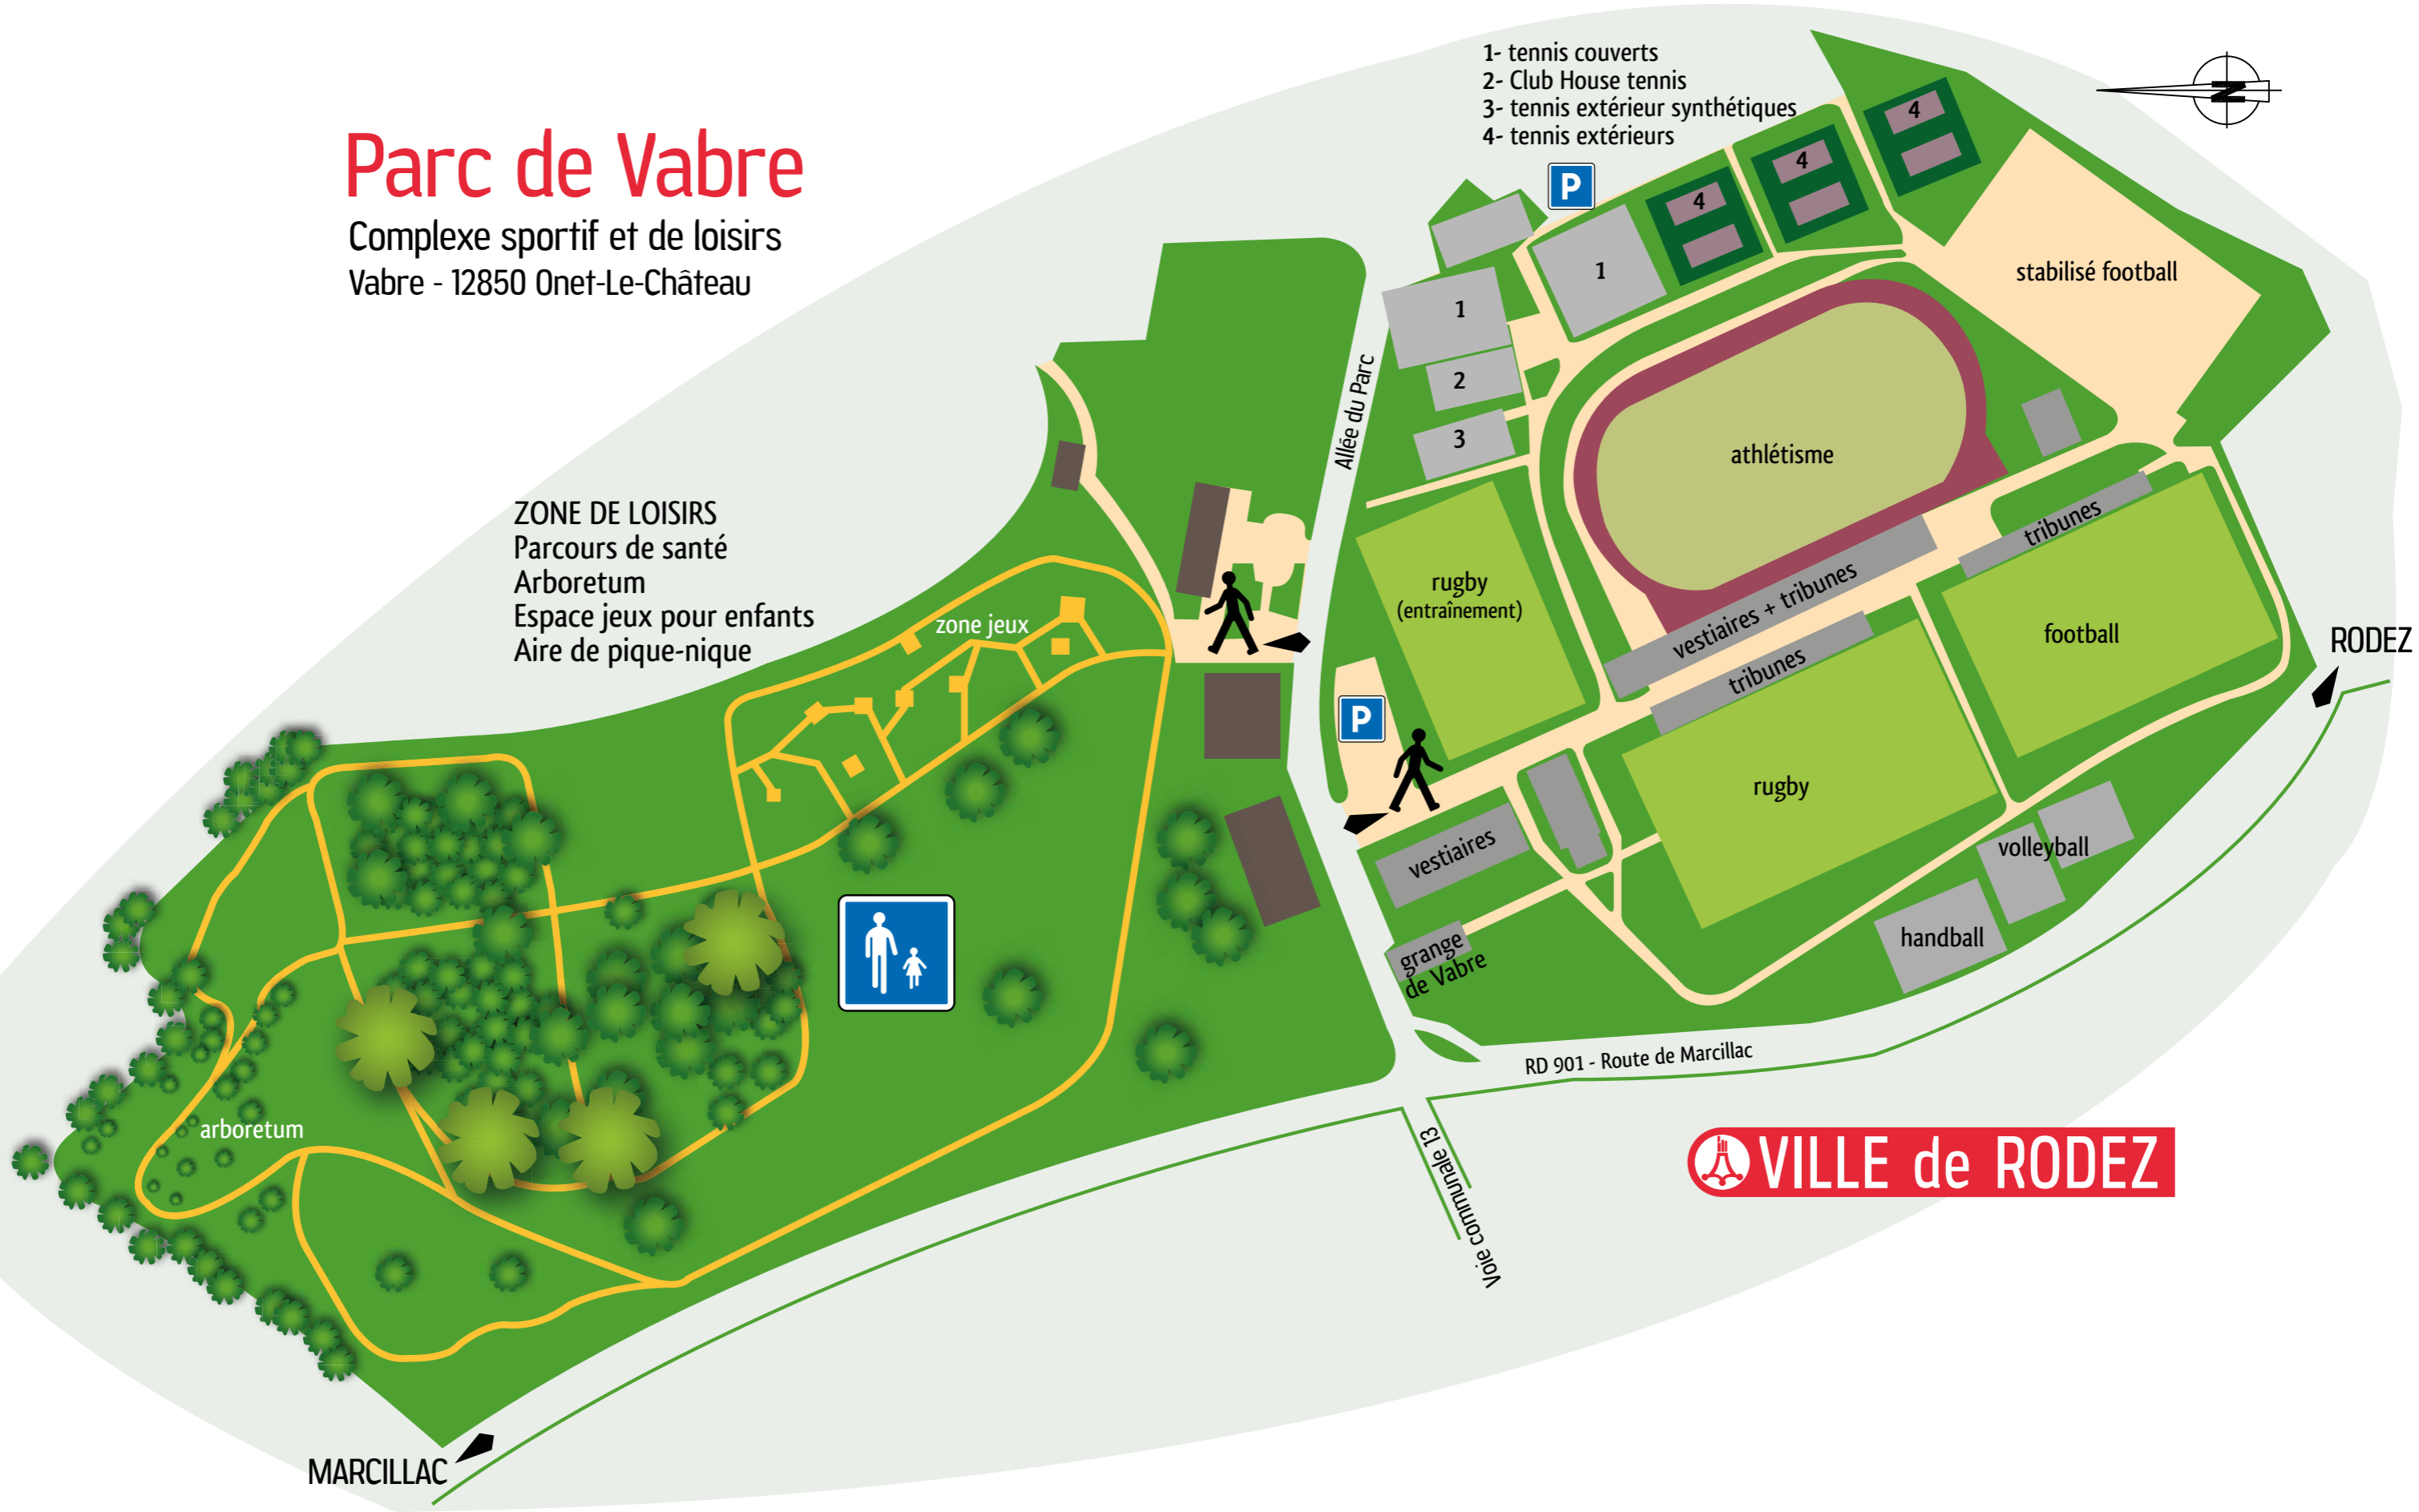 Parc de Vabre
Complexe sportif et de loisirs
Vabre - 12850 Onet-Le-Château
1- tennis couverts
2- Club House tennis
3- tennis extérieur synthétiques
4- tennis extérieurs
N
P
4
4
4
1
1
2
3
stabilisé football
Allée du Parc
athlétisme
ZONE DE LOISIRS
Parcours de santé
Arboretum
Espace jeux pour enfants
Aire de pique-nique
zone jeux
rugby
(entraînement)
vestiaires + tribunes
tribunes
tribunes
football
RODEZ
P
rugby
vestiaires
volleyball
handball
grange
de Vabre
RD 901 - Route de Marcillac
arboretum
Voie communale 13
VILLE de RODEZ
MARCILLAC